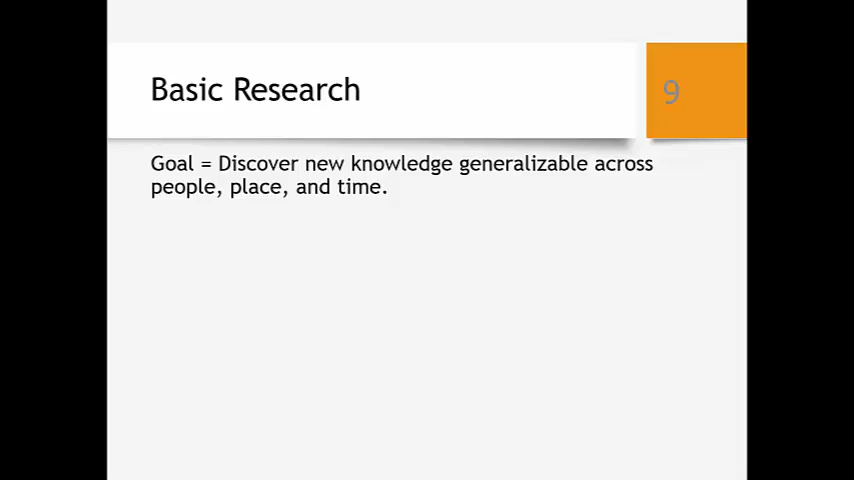 Basic Research
9
Goal = Discover new knowledge generalizable across
people, place, and time.